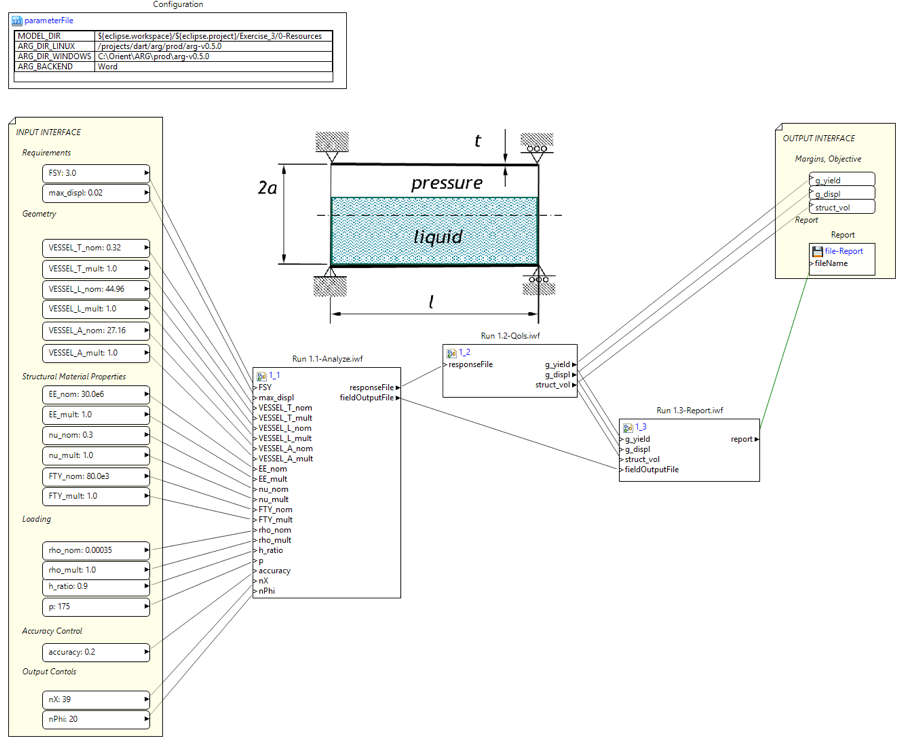 Configuration
parameterFile
MODEL_DIR ${eclipse.workspace}/${eclipse.project}/Exercise_3/0-Resources
ARG_DIR_LINUX /projects/dart/arg/prod/arg-v0.5.0
ARG_DIR_WINDOWS C:\Orient\ARG\prod\arg-v0.5.0
ARG_BACKEND Word
INPUT INTERFACE
Requirements
FSY: 3.0
max_displ: 0.02
Geometry
VESSEL_T_nom: 0.32
VESSEL_T_mult: 1.0
VESSEL_L_nom: 44.96
VESSEL_L_mult: 1.0
VESSEL_A_nom: 27.16
VESSEL_A_mult: 1.0
Structural Material Properties
EE_nom: 30.0e6
EE_mult: 1.0
nu_nom: 0.3
nu_mult: 1.0
FTY_nom: 80.0e3
FTY_mult: 1.0
Loading
rho_nom: 0.00035
rho_mult: 1.0
h_ratio: 0.9
p: 175
Accuracy Control
accuracy: 0.2
Output Contols
nX: 39
nPhi: 20
t
2a
pressure
liquid
l
Run 1.1-Analyze.iwf
1_1
FSY
max_displ
VESSEL_T_nom
VESSEL_T_mult
VESSEL_L_nom
VESSEL_L_mult
VESSEL_A_nom
VESSEL_A_mult
EE_nom
EE_mult
nu_nom
nu_mult
FTY_nom
FTY_mult
rho_nom
rho_mult
h_ratio
p
accuracy
nX
nPhi
responseFile
fieldOutputFile
Run 1.2-QoIs.iwf
1_2
responseFile
g_yield
g_displ
struct_vol
Run 1.3-Report.iwf
1_3
g_yield
g_displ
struct_vol
fieldOutputFile
report
OUTPUT INTERFACE
Margins, Objective
g_yield
g_displ
struct_vol
Report
Report
file-Report
fileName